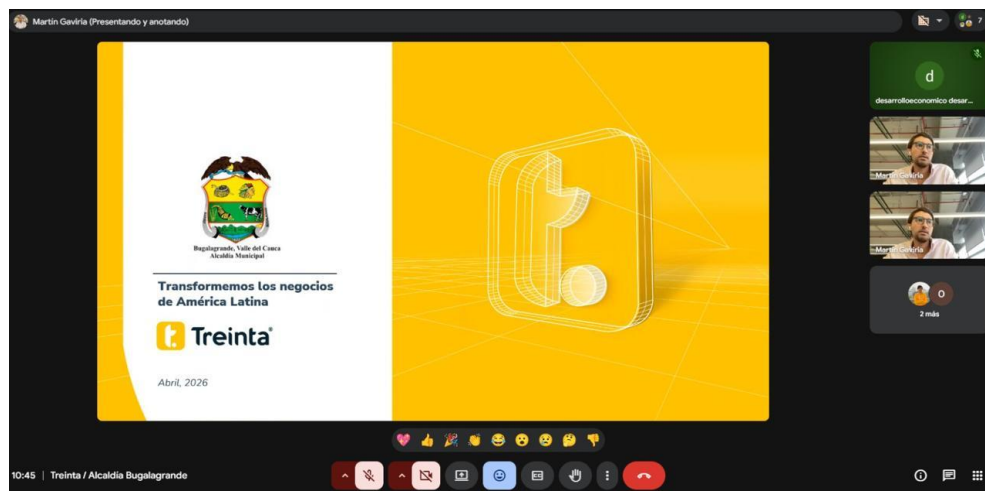 Martín Gaviria (Presentando y anotando)
7
d
desarrolloeconomico desar...
Martín Gaviria
Martín Gaviria
O
2 más
Bugalagrande, Valle del Cauca
Alcaldía Municipal
Transformemos los negocios
de América Latina
t. Treinta®
Abril, 2026
t.
10:45 | Treinta / Alcaldía Bugalagrande